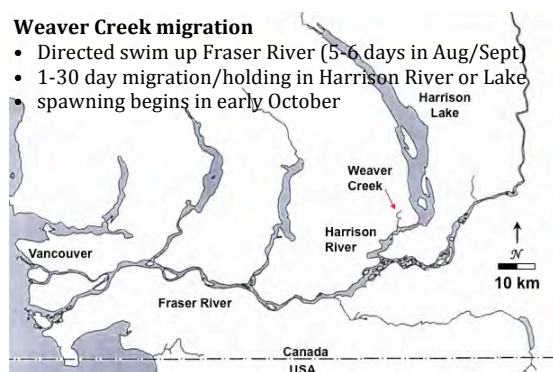 Weaver Creek migration
• Directed swim up Fraser River (5-6 days in Aug/Sept)
• 1-30 day migration/holding in Harrison River or Lake
• spawning begins in early October
Harrison
Lake
Weaver
Creek
Harrison
River
Vancouver
Fraser River
N
10 km
Canada
USA